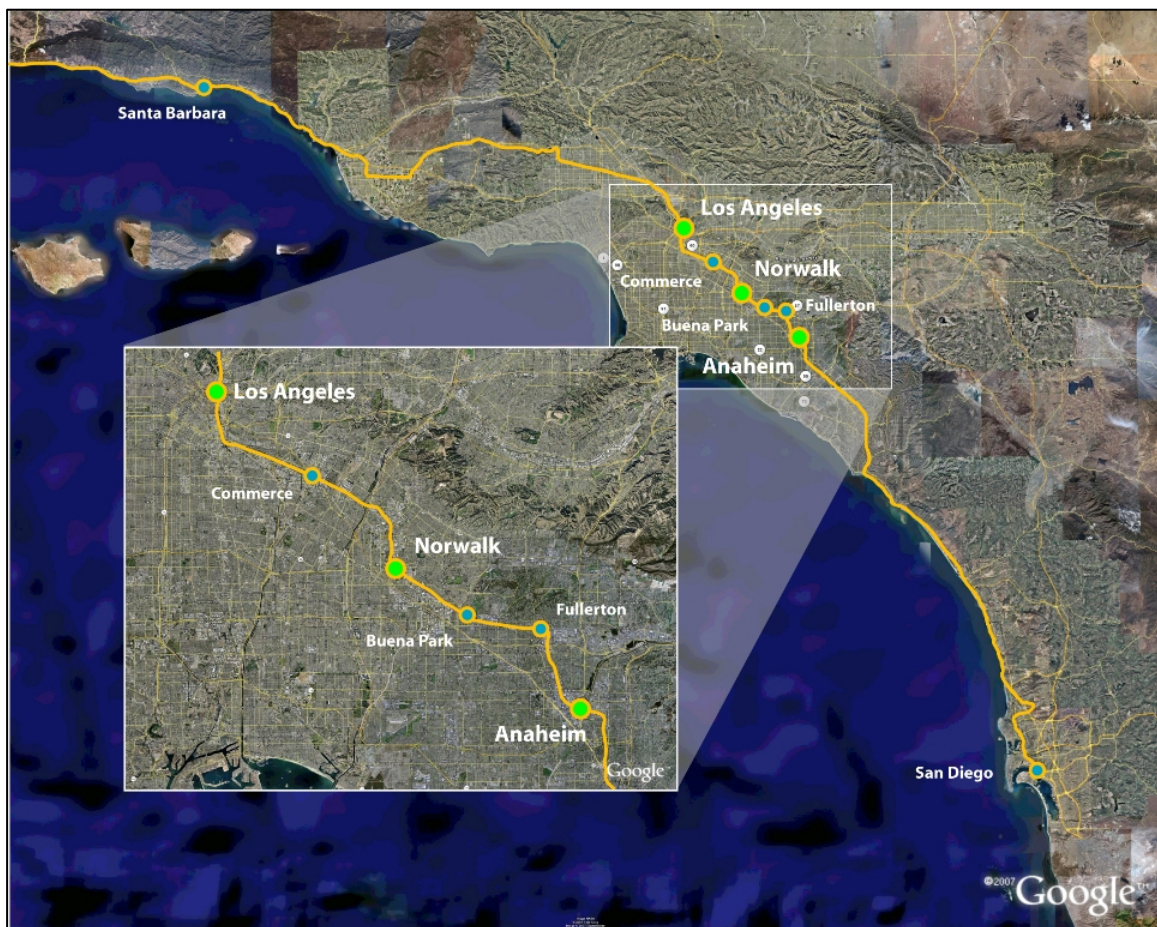 Santa Barbara
Los Angeles
Norwalk
Commerce
Fullerton
Buena Park
Anaheim
Los Angeles
Commerce
Norwalk
Fullerton
Buena Park
Anaheim
Google
San Diego
©2007 Google™